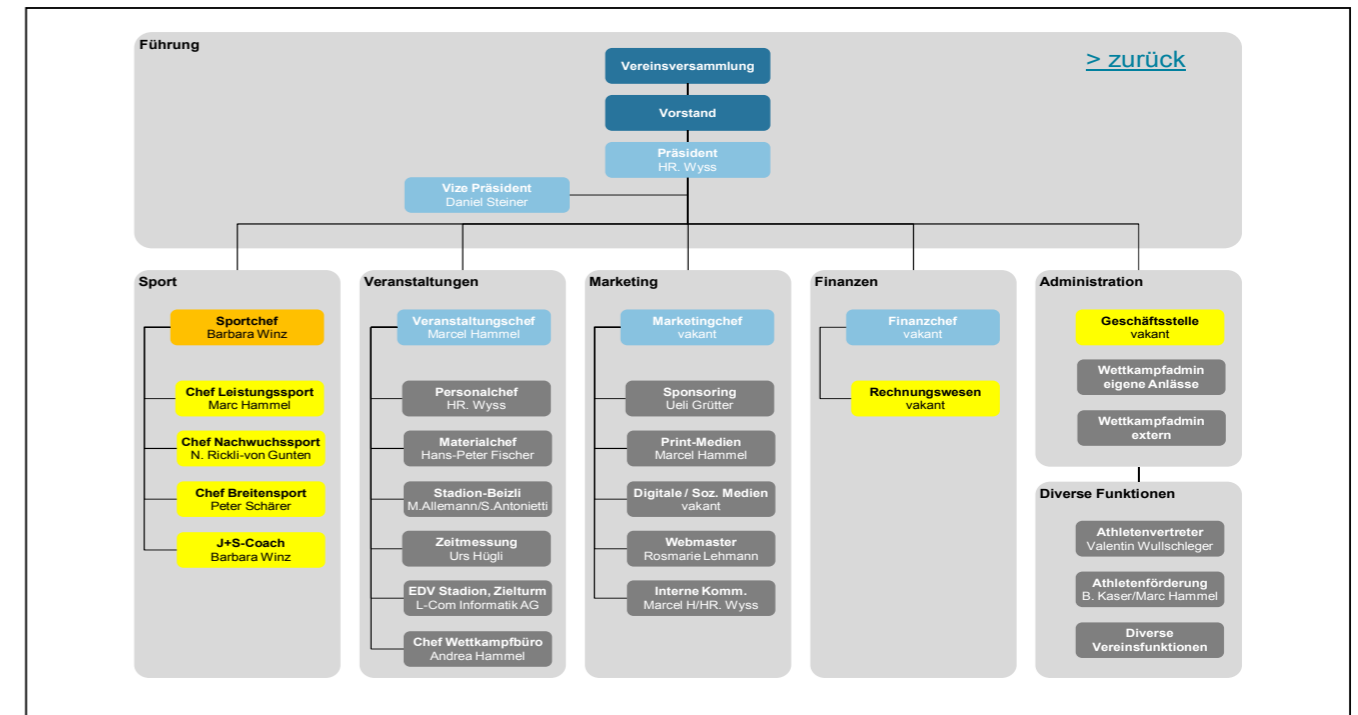 Führung
> zurück
Vereinsversammlung
Vorstand
Präsident
HR. Wyss
Vize Präsident
Daniel Steiner
Sport
Sportchef
Barbara Winz
Chef Leistungssport
Marc Hammel
Chef Nachwuchssport
N. Rickli-von Gunten
Chef Breitensport
Peter Schärer
J+S-Coach
Barbara Winz
Veranstaltungen
Veranstaltungschef
Marcel Hammel
Personalchef
HR. Wyss
Materialchef
Hans-Peter Fischer
Stadion-Beizli
M.Allemann/S.Antonietti
Zeitmessung
Urs Hügli
EDV Stadion, Zielturm
L-Com Informatik AG
Chef Wettkampfbüro
Andrea Hammel
Marketing
Marketingchef
vakant
Sponsoring
Ueli Grütter
Print-Medien
Marcel Hammel
Digitale / Soz. Medien
vakant
Webmaster
Rosmarie Lehmann
Interne Komm.
Marcel H/HR. Wyss
Finanzen
Finanzchef
vakant
Rechnungswesen
vakant
Administration
Geschäftsstelle
vakant
Wettkampfadmin
eigene Anlässe
Wettkampfadmin
extern
Diverse Funktionen
Athletenvertreter
Valentin Wullschleger
Athletenförderung
B. Kaser/Marc Hammel
Diverse
Vereinsfunktionen